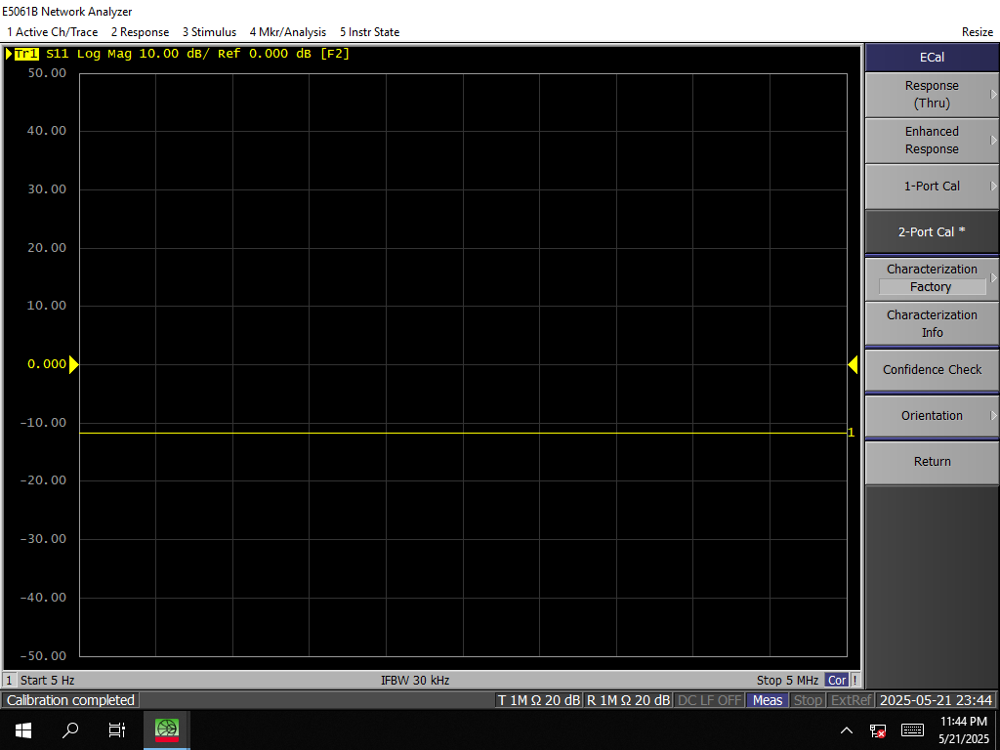 E5061B Network Analyzer
1 Active Ch/Trace 2 Response 3 Stimulus 4 Mkr/Analysis 5 Instr State Resize
Tr1 S11 Log Mag 10.00 dB/ Ref 0.000 dB [F2]
50.00
40.00
30.00
20.00
10.00
0.000
-10.00
1
-20.00
-30.00
-40.00
-50.00
ECal
Response
(Thru)
Enhanced
Response
1-Port Cal
2-Port Cal *
Characterization
Factory
Characterization
Info
Confidence Check
Orientation
Return
1 Start 5 Hz IFBW 30 kHz Stop 5 MHz Cor !
Calibration completed T 1M Ω 20 dB R 1M Ω 20 dB DC LF OFF Meas Stop ExtRef 2025-05-21 23:44
11:44 PM
5/21/2025